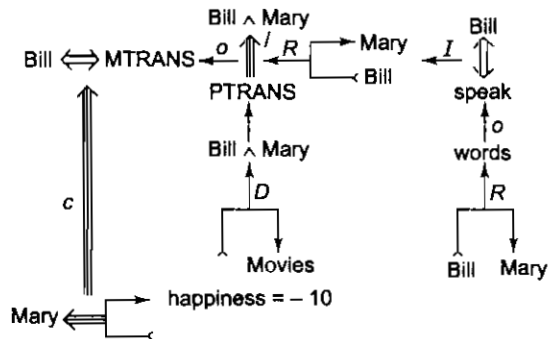 Bill ∧ Mary
Bill
o f R Mary
Bill ⇔ MTRANS I
Bill
PTRANS speak
o
Bill ∧ Mary words
c D R
Movies Bill Mary
happiness = – 10
Mary